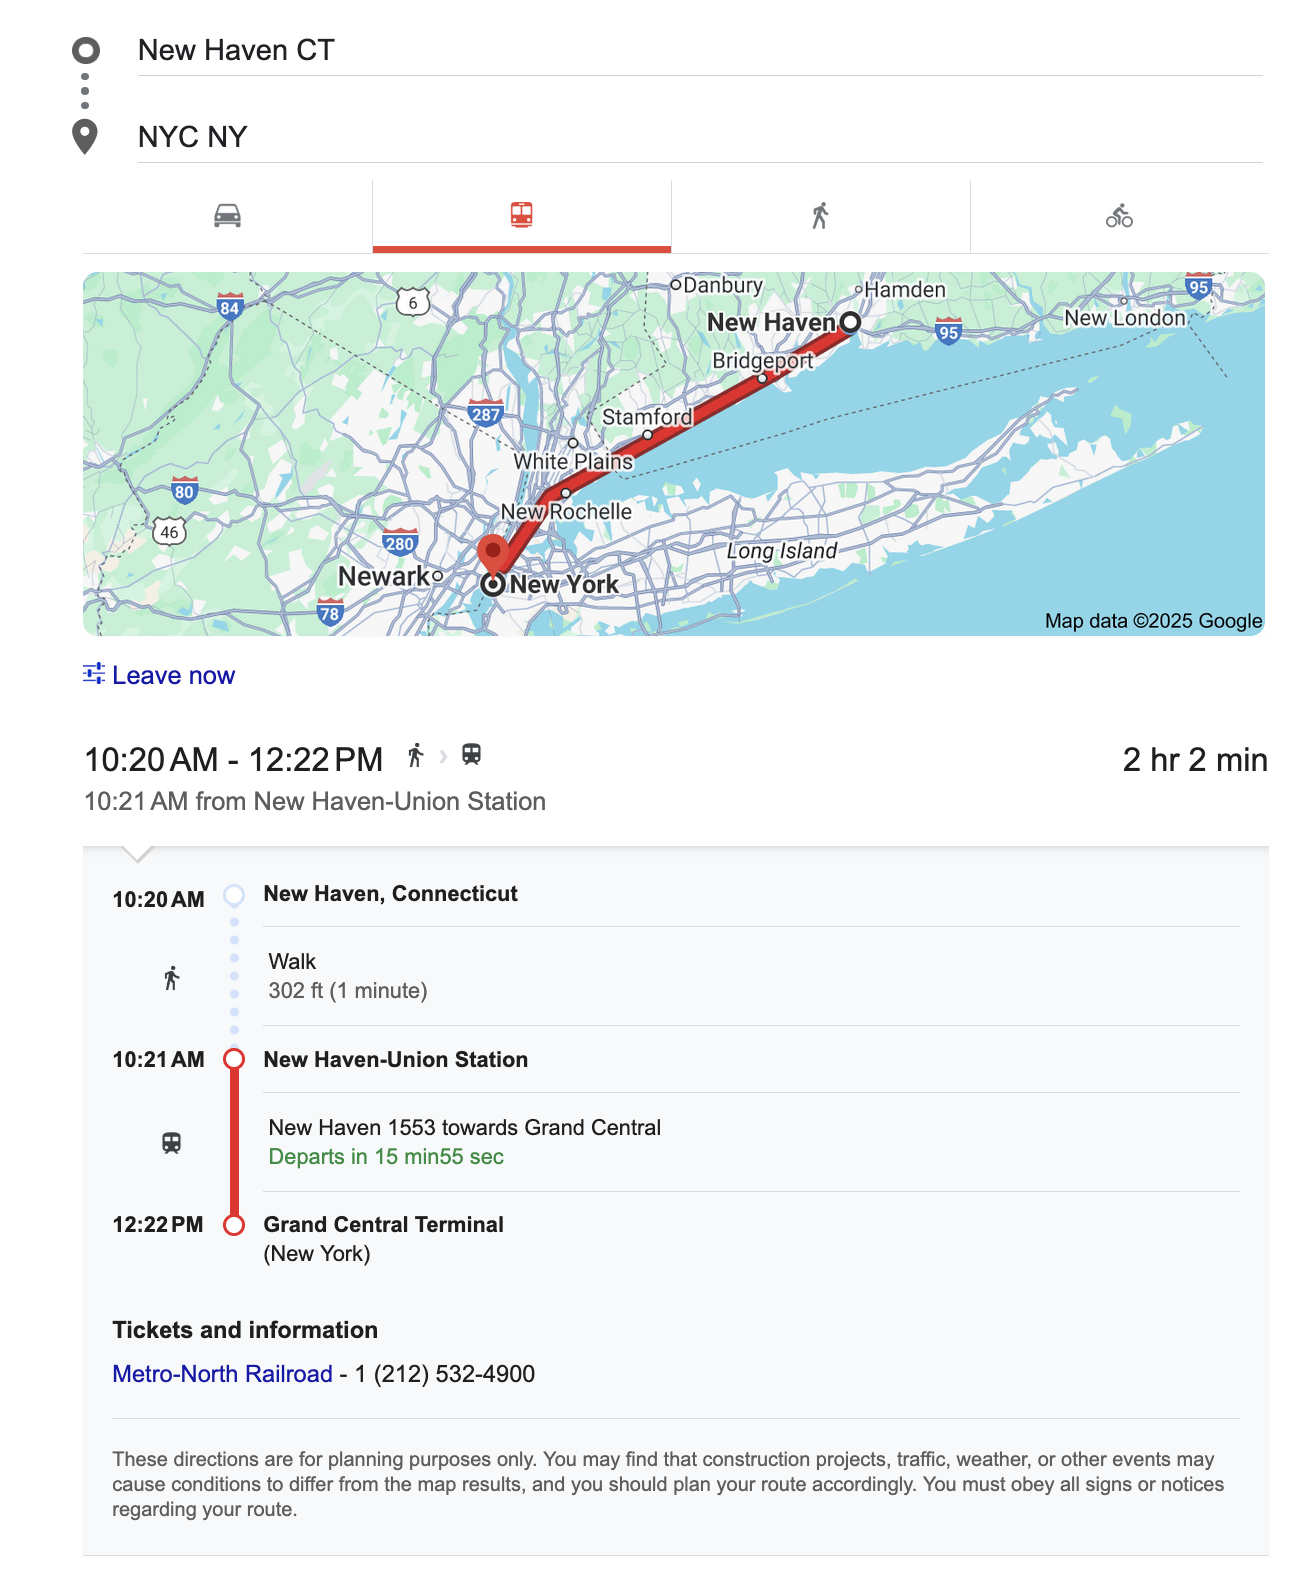 New Haven CT
NYC NY
84
6
Danbury
Hamden
95
New Haven
95
New London
Bridgeport
287
Stamford
White Plains
80
New Rochelle
46
280
Long Island
Newark
New York
78
Map data ©2025 Google
Leave now
10:20 AM - 12:22 PM
2 hr 2 min
10:21 AM from New Haven-Union Station
10:20 AM
New Haven, Connecticut
Walk
302 ft (1 minute)
10:21 AM
New Haven-Union Station
New Haven 1553 towards Grand Central
Departs in 15 min55 sec
12:22 PM
Grand Central Terminal
(New York)
Tickets and information
Metro-North Railroad - 1 (212) 532-4900
These directions are for planning purposes only. You may find that construction projects, traffic, weather, or other events may
cause conditions to differ from the map results, and you should plan your route accordingly. You must obey all signs or notices
regarding your route.